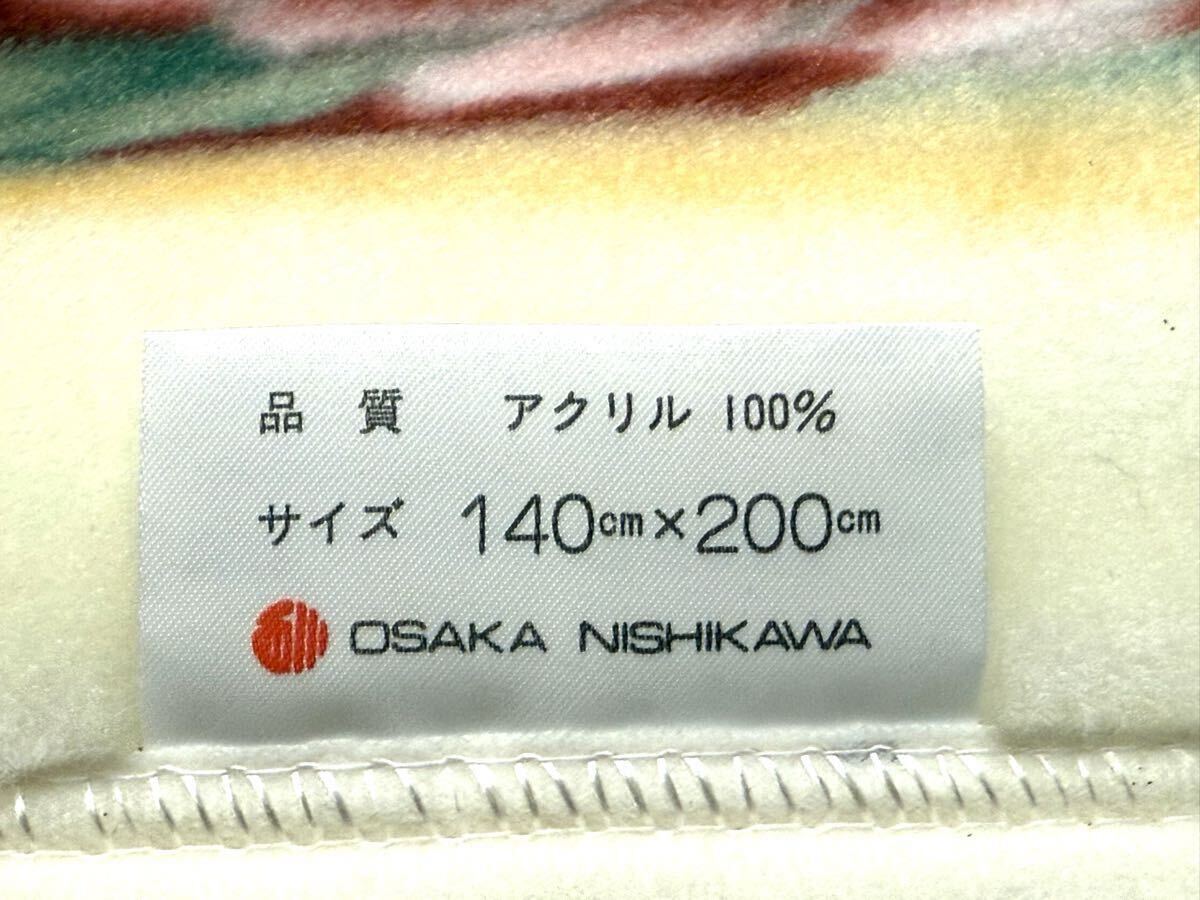 品 質 アクリル 100%
サイズ 140cm×200cm
OSAKA NISHIKAWA